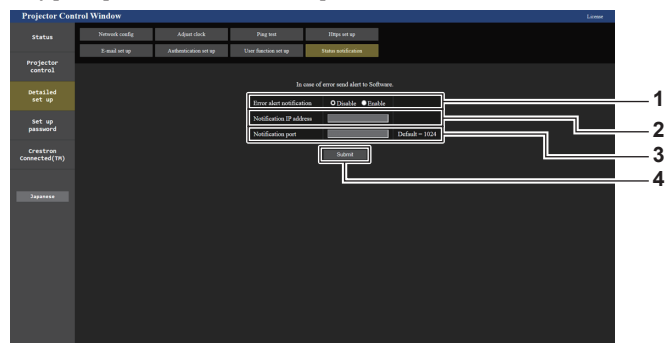 Projector Control Window
License
Status
Network config
Adjust clock
Ping test
Https set up
E-mail set up
Authentication set up
User function set up
Status notification
Projector
control
Detailed
set up
Set up
password
Crestron
Connected(TM)
Japanese
In case of error send alert to Software.
Error alert notification
Disable
Enable
1
Notification IP address
2
Notification port
Default = 1024
3
Submit
4